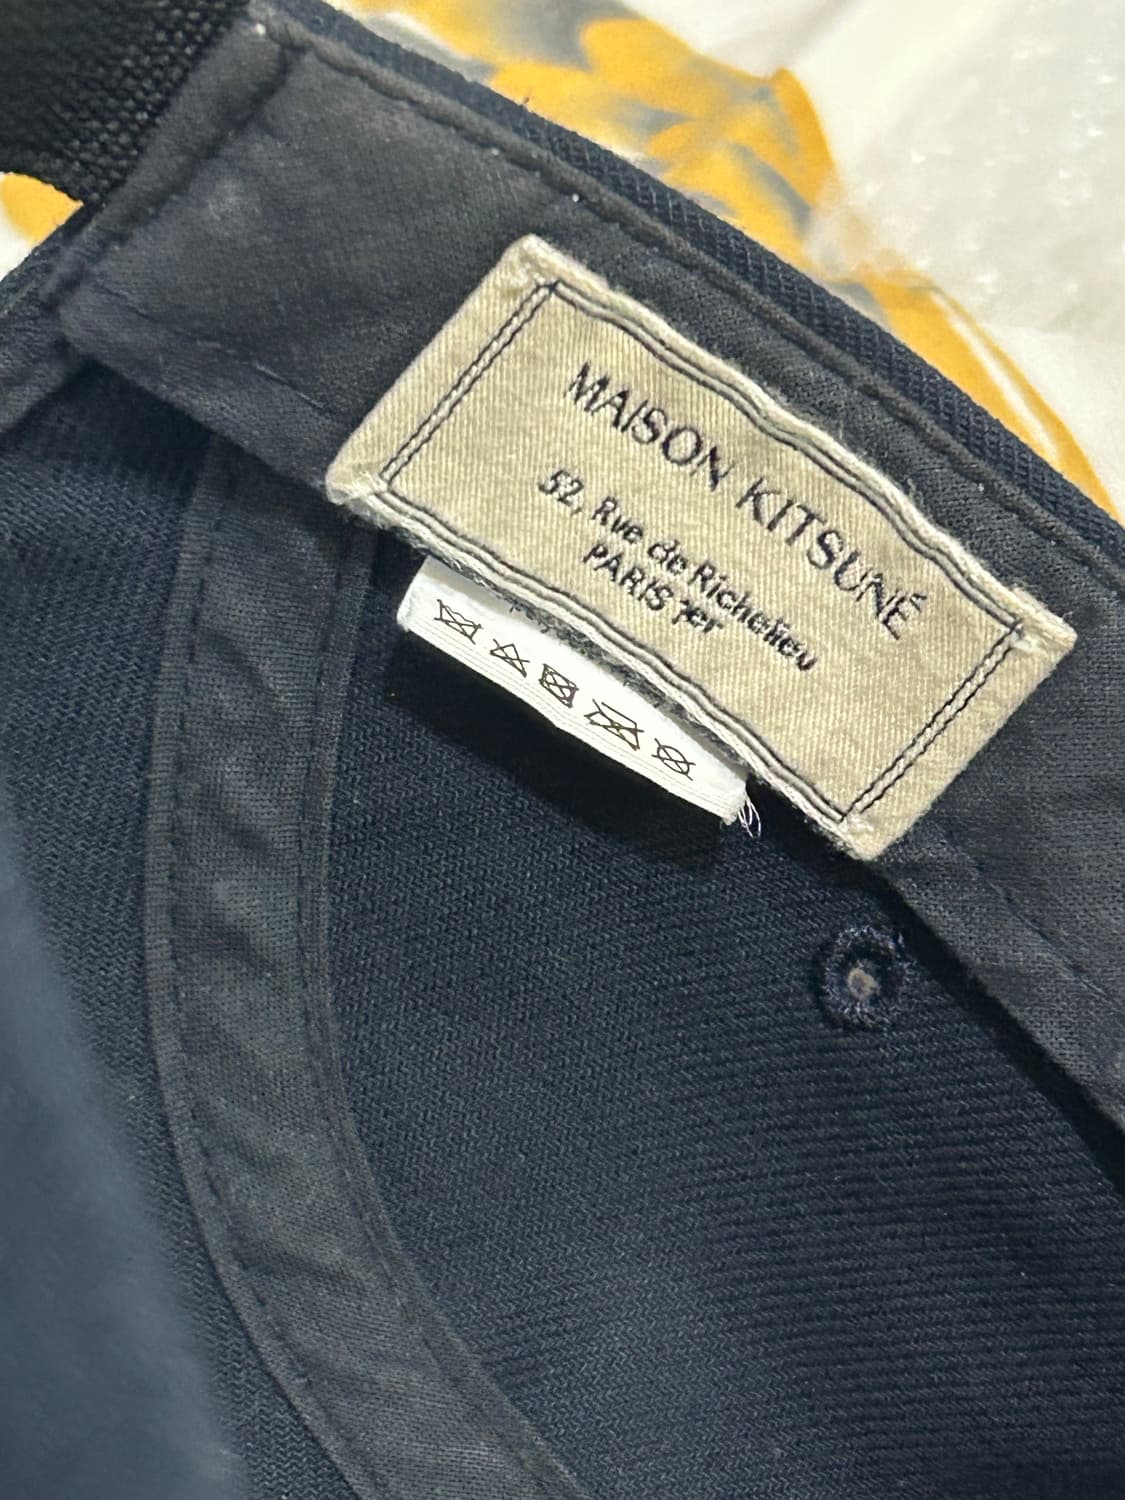 MAISON KITSUNÉ
52, Rue de Richelieu
PARIS 1er